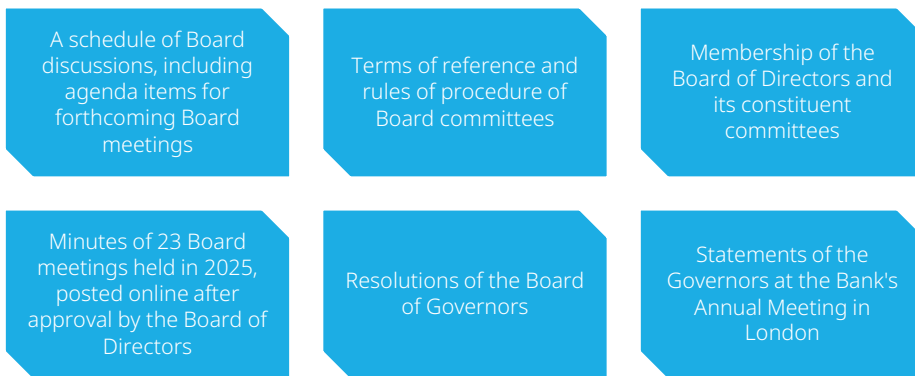 A schedule of Board
discussions, including
agenda items for
forthcoming Board
meetings
Terms of reference and
rules of procedure of
Board committees
Membership of the
Board of Directors and
its constituent
committees
Minutes of 23 Board
meetings held in 2025,
posted online after
approval by the Board of
Directors
Resolutions of the Board
of Governors
Statements of the
Governors at the Bank's
Annual Meeting in
London